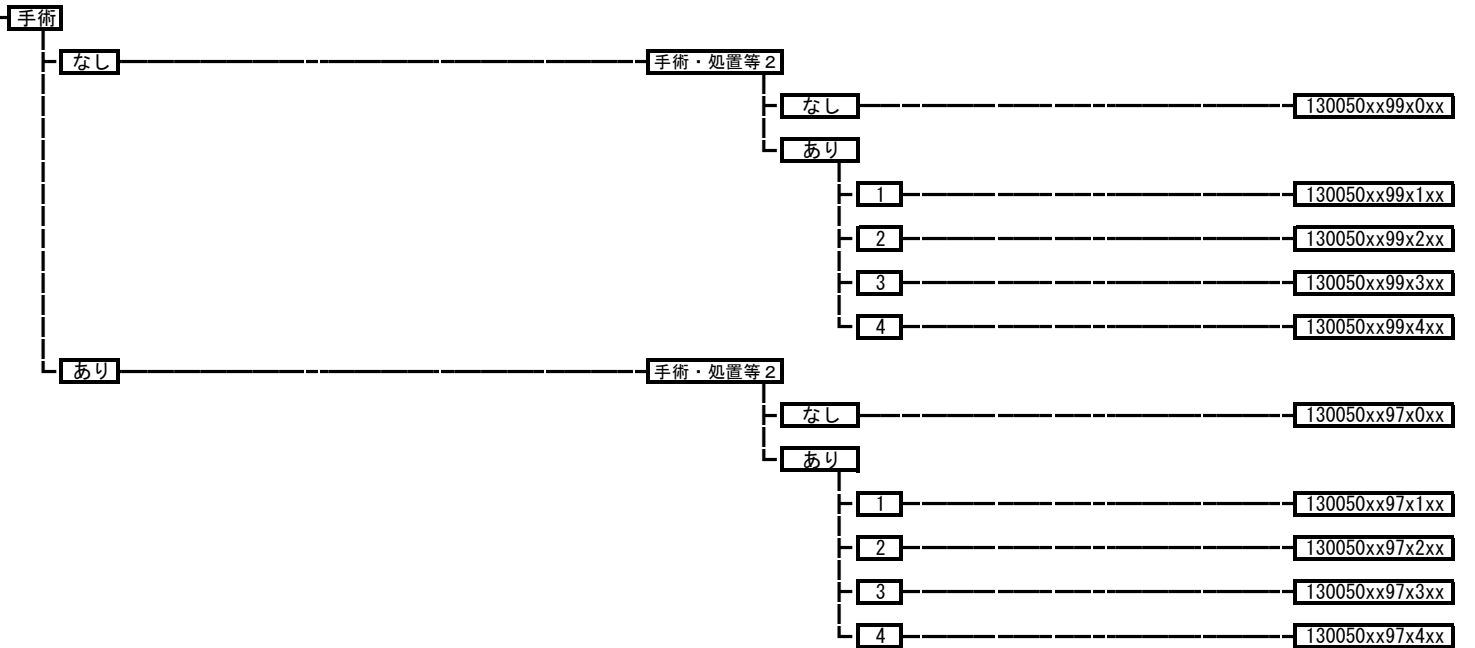 手術
なし 手術・処置等２
なし 130050xx99x0xx
あり
1 130050xx99x1xx
2 130050xx99x2xx
3 130050xx99x3xx
4 130050xx99x4xx
あり 手術・処置等２
なし 130050xx97x0xx
あり
1 130050xx97x1xx
2 130050xx97x2xx
3 130050xx97x3xx
4 130050xx97x4xx